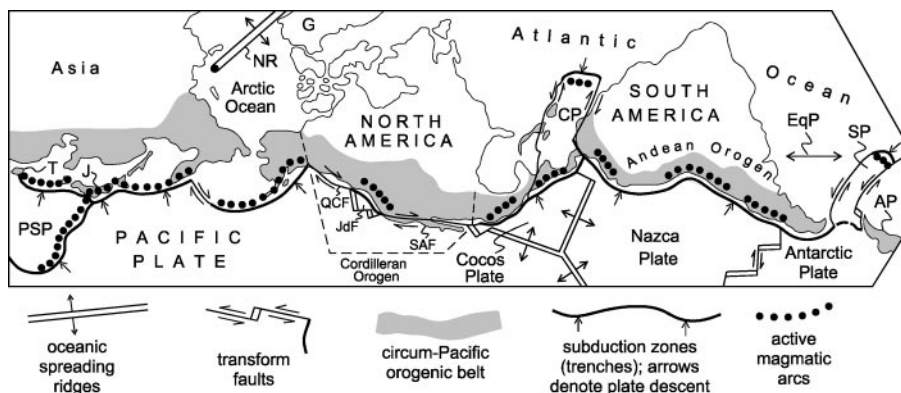 G
Atlantic
NR
Asia
Arctic
Ocean
NORTH
AMERICA
CP
SOUTH
AMERICA
Ocean
EqP
SP
Andean Orogen
T
J
QCF
JdF
SAF
AP
PSP
PACIFIC
PLATE
Cordilleran
Orogen
Cocos
Plate
Nazca
Plate
Antarctic
Plate
oceanic
spreading
ridges
transform
faults
circum-Pacific
orogenic belt
subduction zones
(trenches); arrows
denote plate descent
active
magmatic
arcs